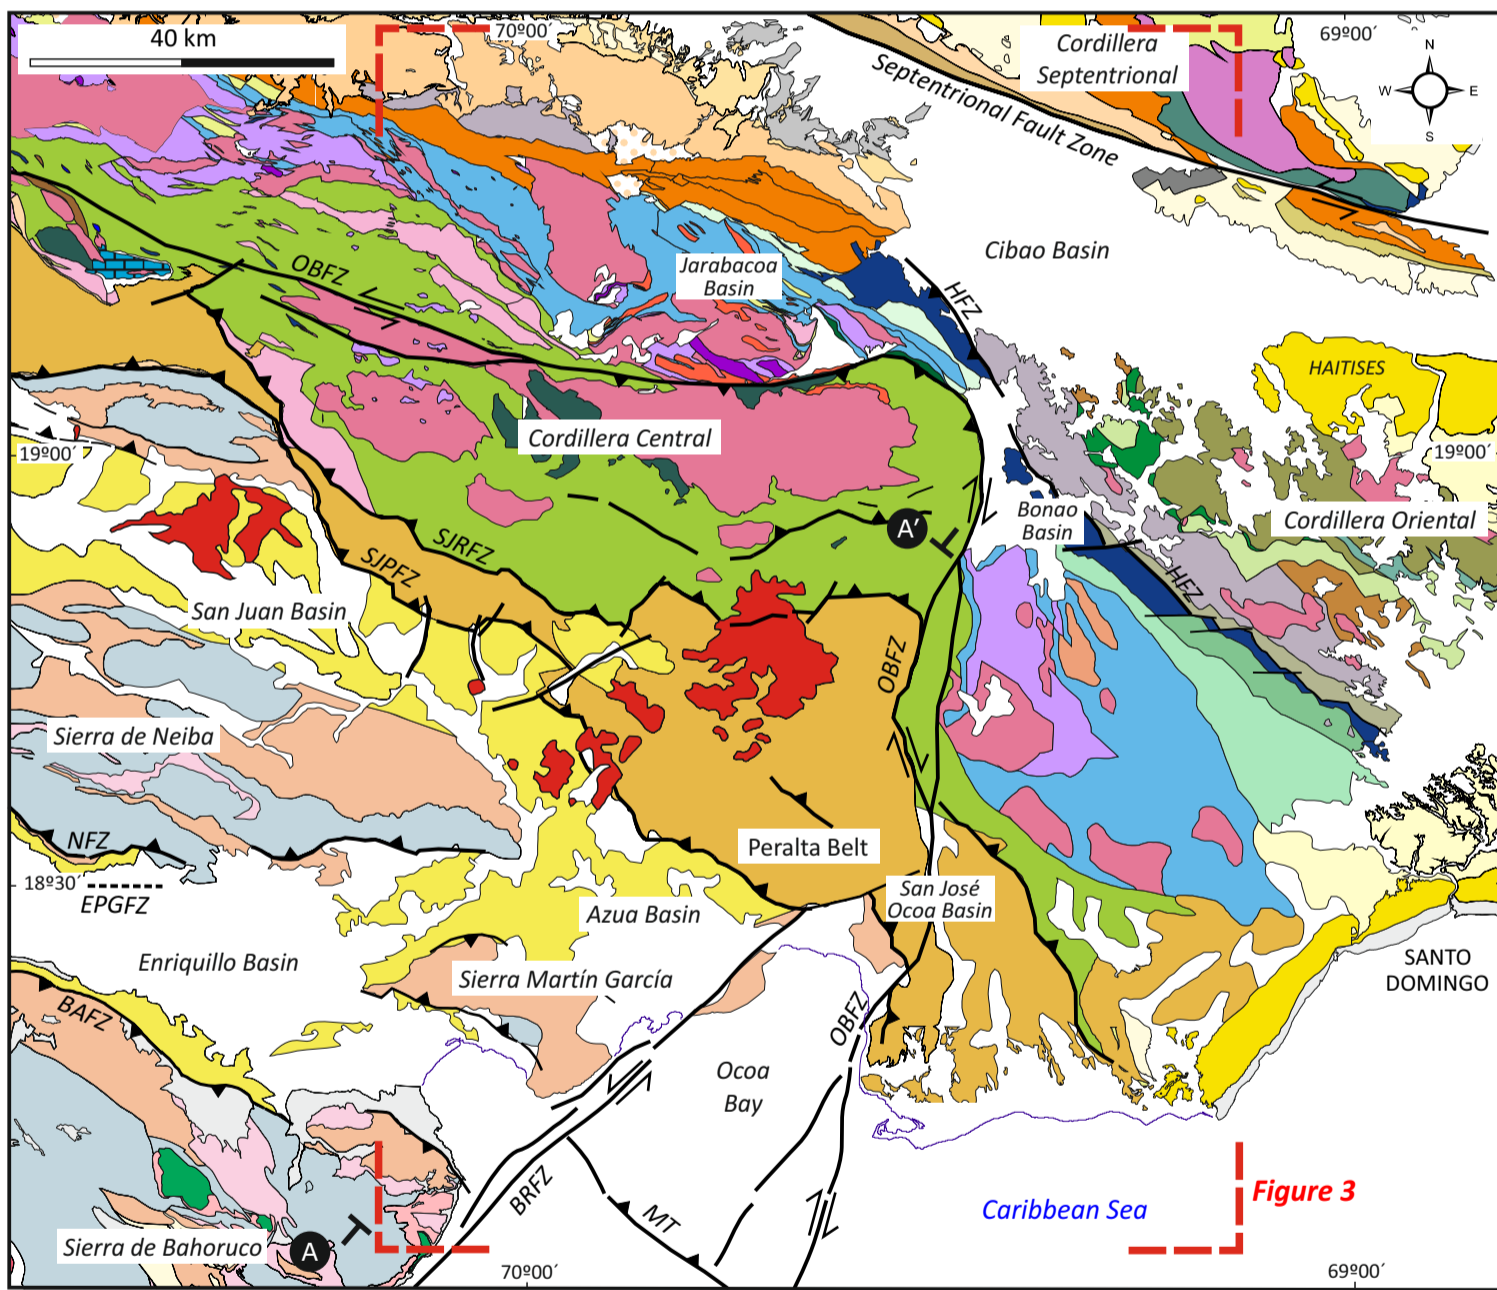 40 km
70º00´
Cordillera
Septentrional
69º00´
N
W
E
S
Septentrional Fault Zone
Cibao Basin
OBFZ
Jarabacoa
Basin
HFZ
HAITISES
Cordillera Central
19º00´
19º00´
A´
Bonao
Basin
Cordillera Oriental
SJRFZ
SJPFZ
HFZ
San Juan Basin
OBFZ
Sierra de Neiba
NFZ
Peralta Belt
18º30´
EPGFZ
San José
Ocoa Basin
Azua Basin
Enriquillo Basin
Sierra Martín García
SANTO
DOMINGO
BAFZ
OBFZ
Ocoa
Bay
BRFZ
MT
Figure 3
Caribbean Sea
Sierra de Bahoruco
A
70º00´
69º00´